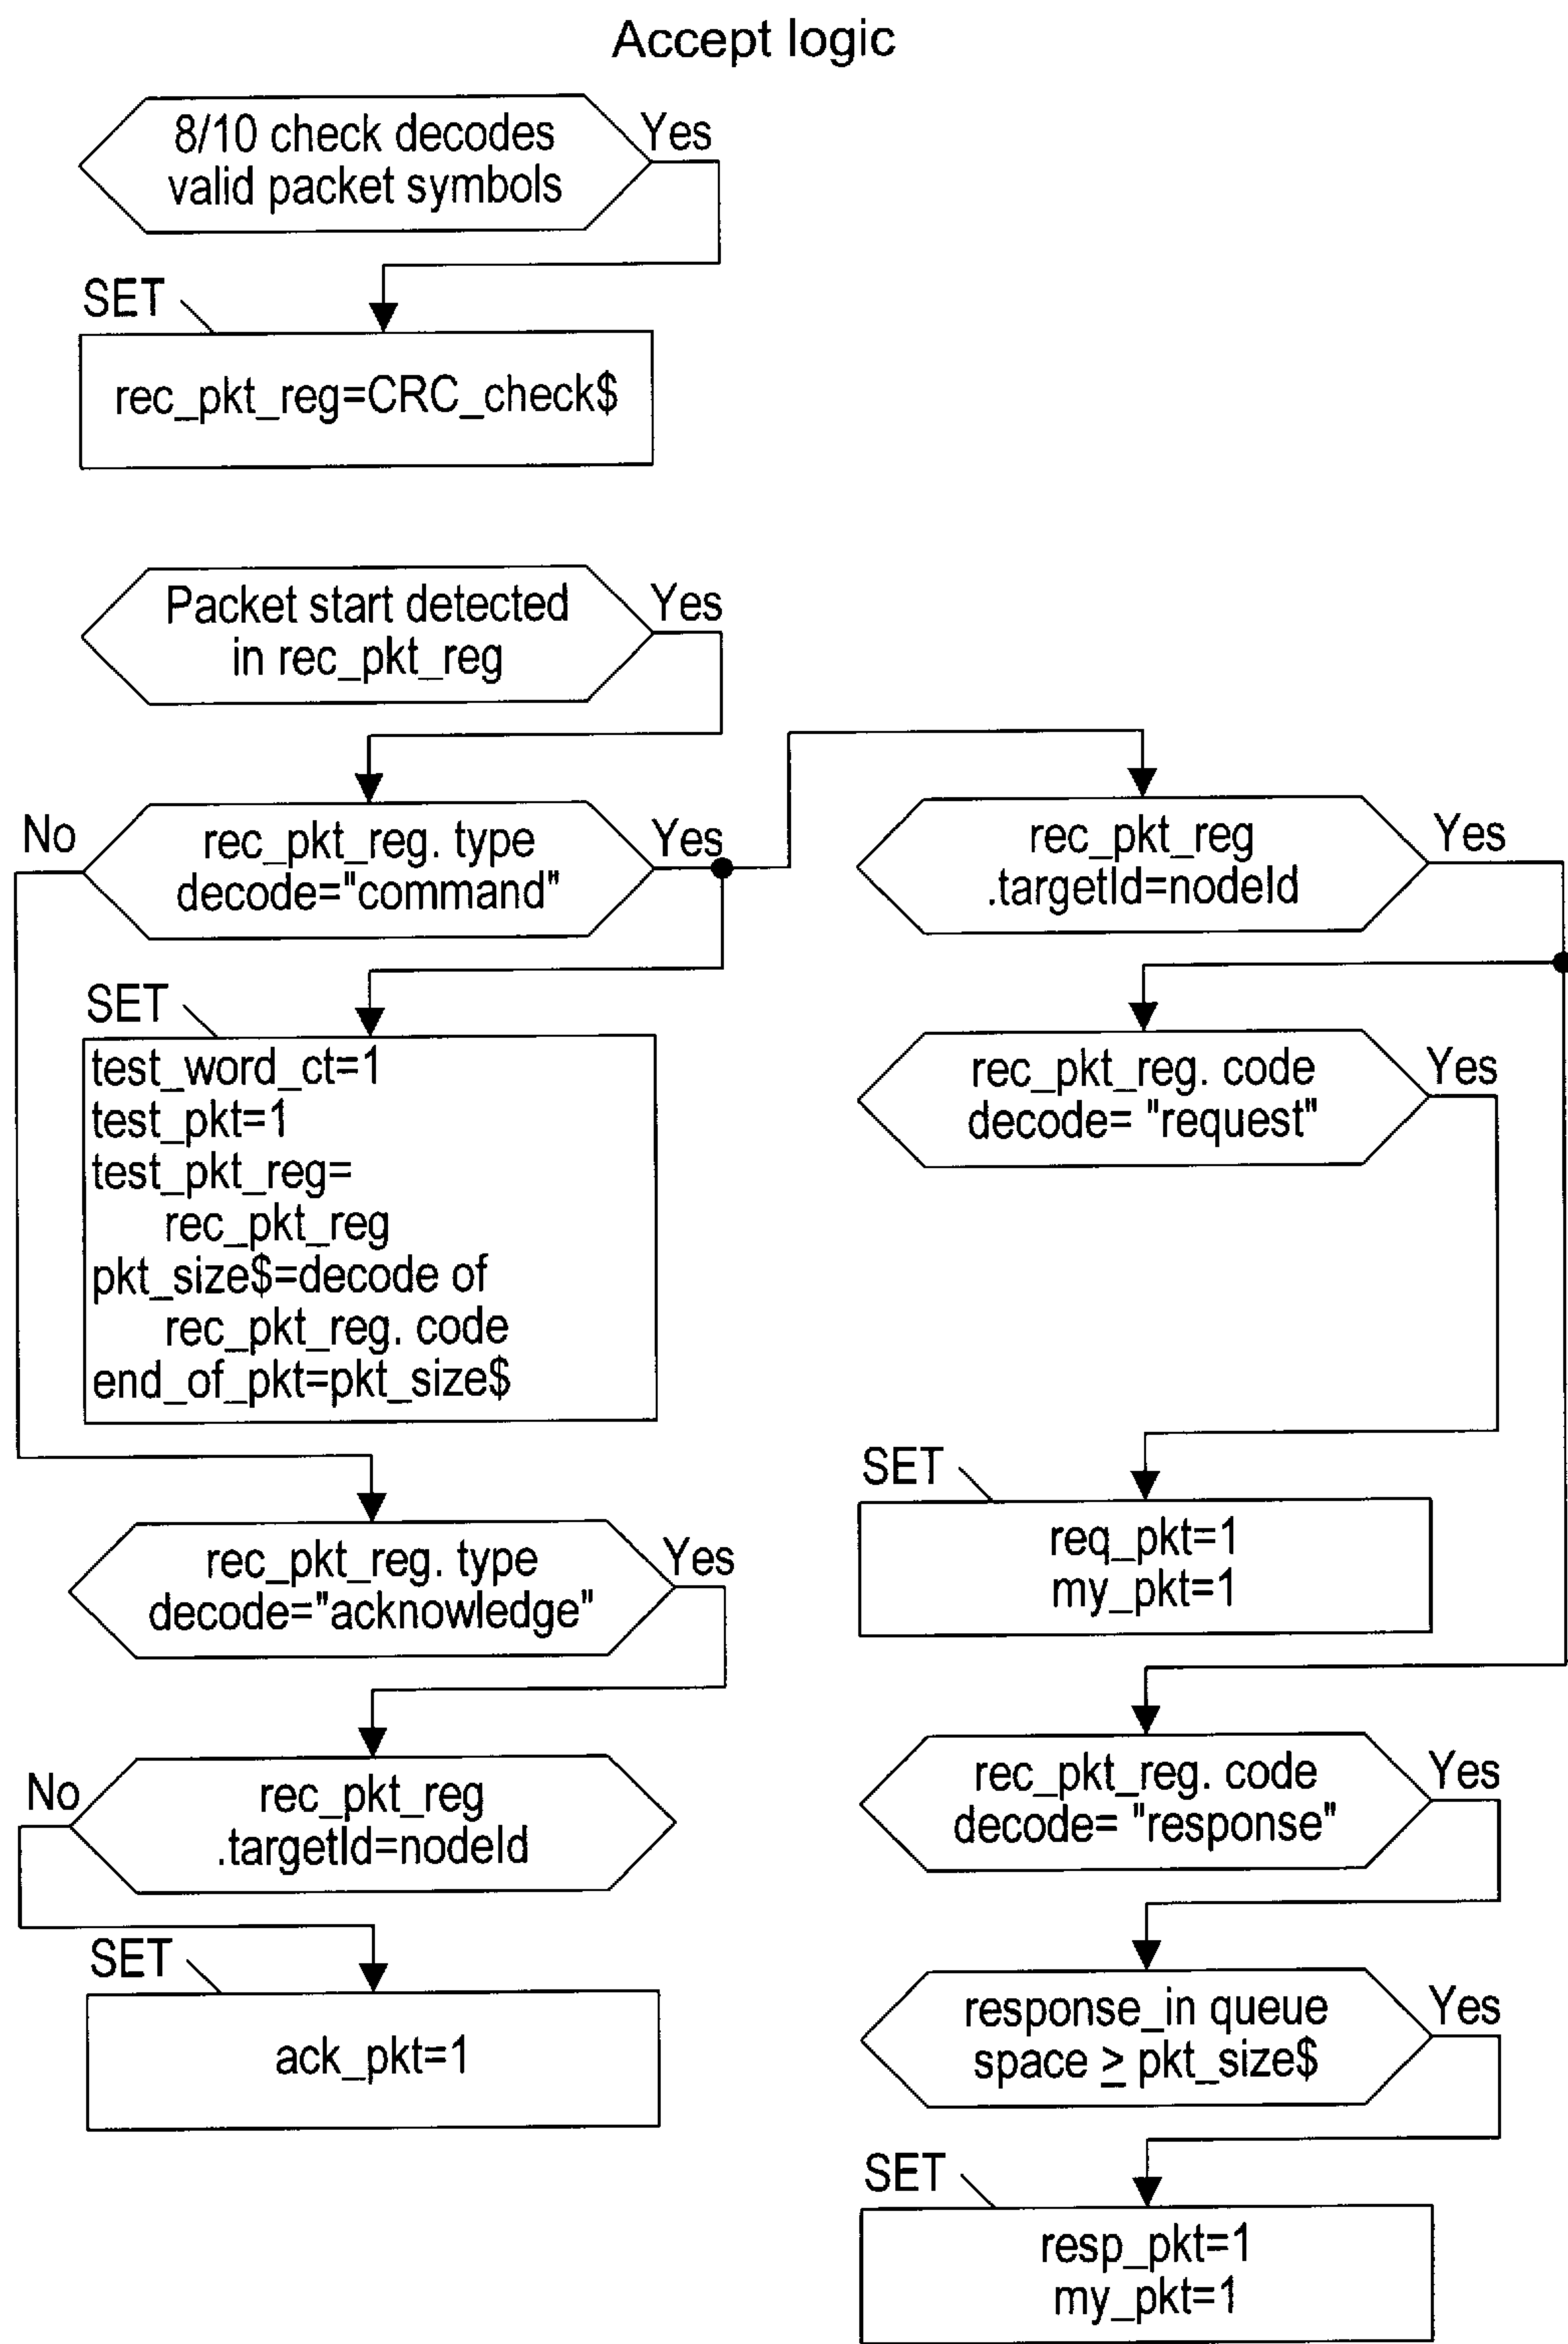 Accept logic
8/10 check decodes
valid packet symbols
Yes
SET
rec_pkt_reg=CRC_check$
Packet start detected
in rec_pkt_reg
Yes
No
rec_pkt_reg. type
decode="command"
Yes
SET
test_word_ct=1
test_pkt=1
test_pkt_reg=
rec_pkt_reg
pkt_size$=decode of
rec_pkt_reg. code
end_of_pkt=pkt_size$
rec_pkt_reg. type
decode="acknowledge"
Yes
No
rec_pkt_reg
.targetId=nodeId
SET
ack_pkt=1
rec_pkt_reg
.targetId=nodeId
Yes
rec_pkt_reg. code
decode= "request"
Yes
SET
req_pkt=1
my_pkt=1
rec_pkt_reg. code
decode= "response"
Yes
response_in queue
space ≥ pkt_size$
Yes
SET
resp_pkt=1
my_pkt=1